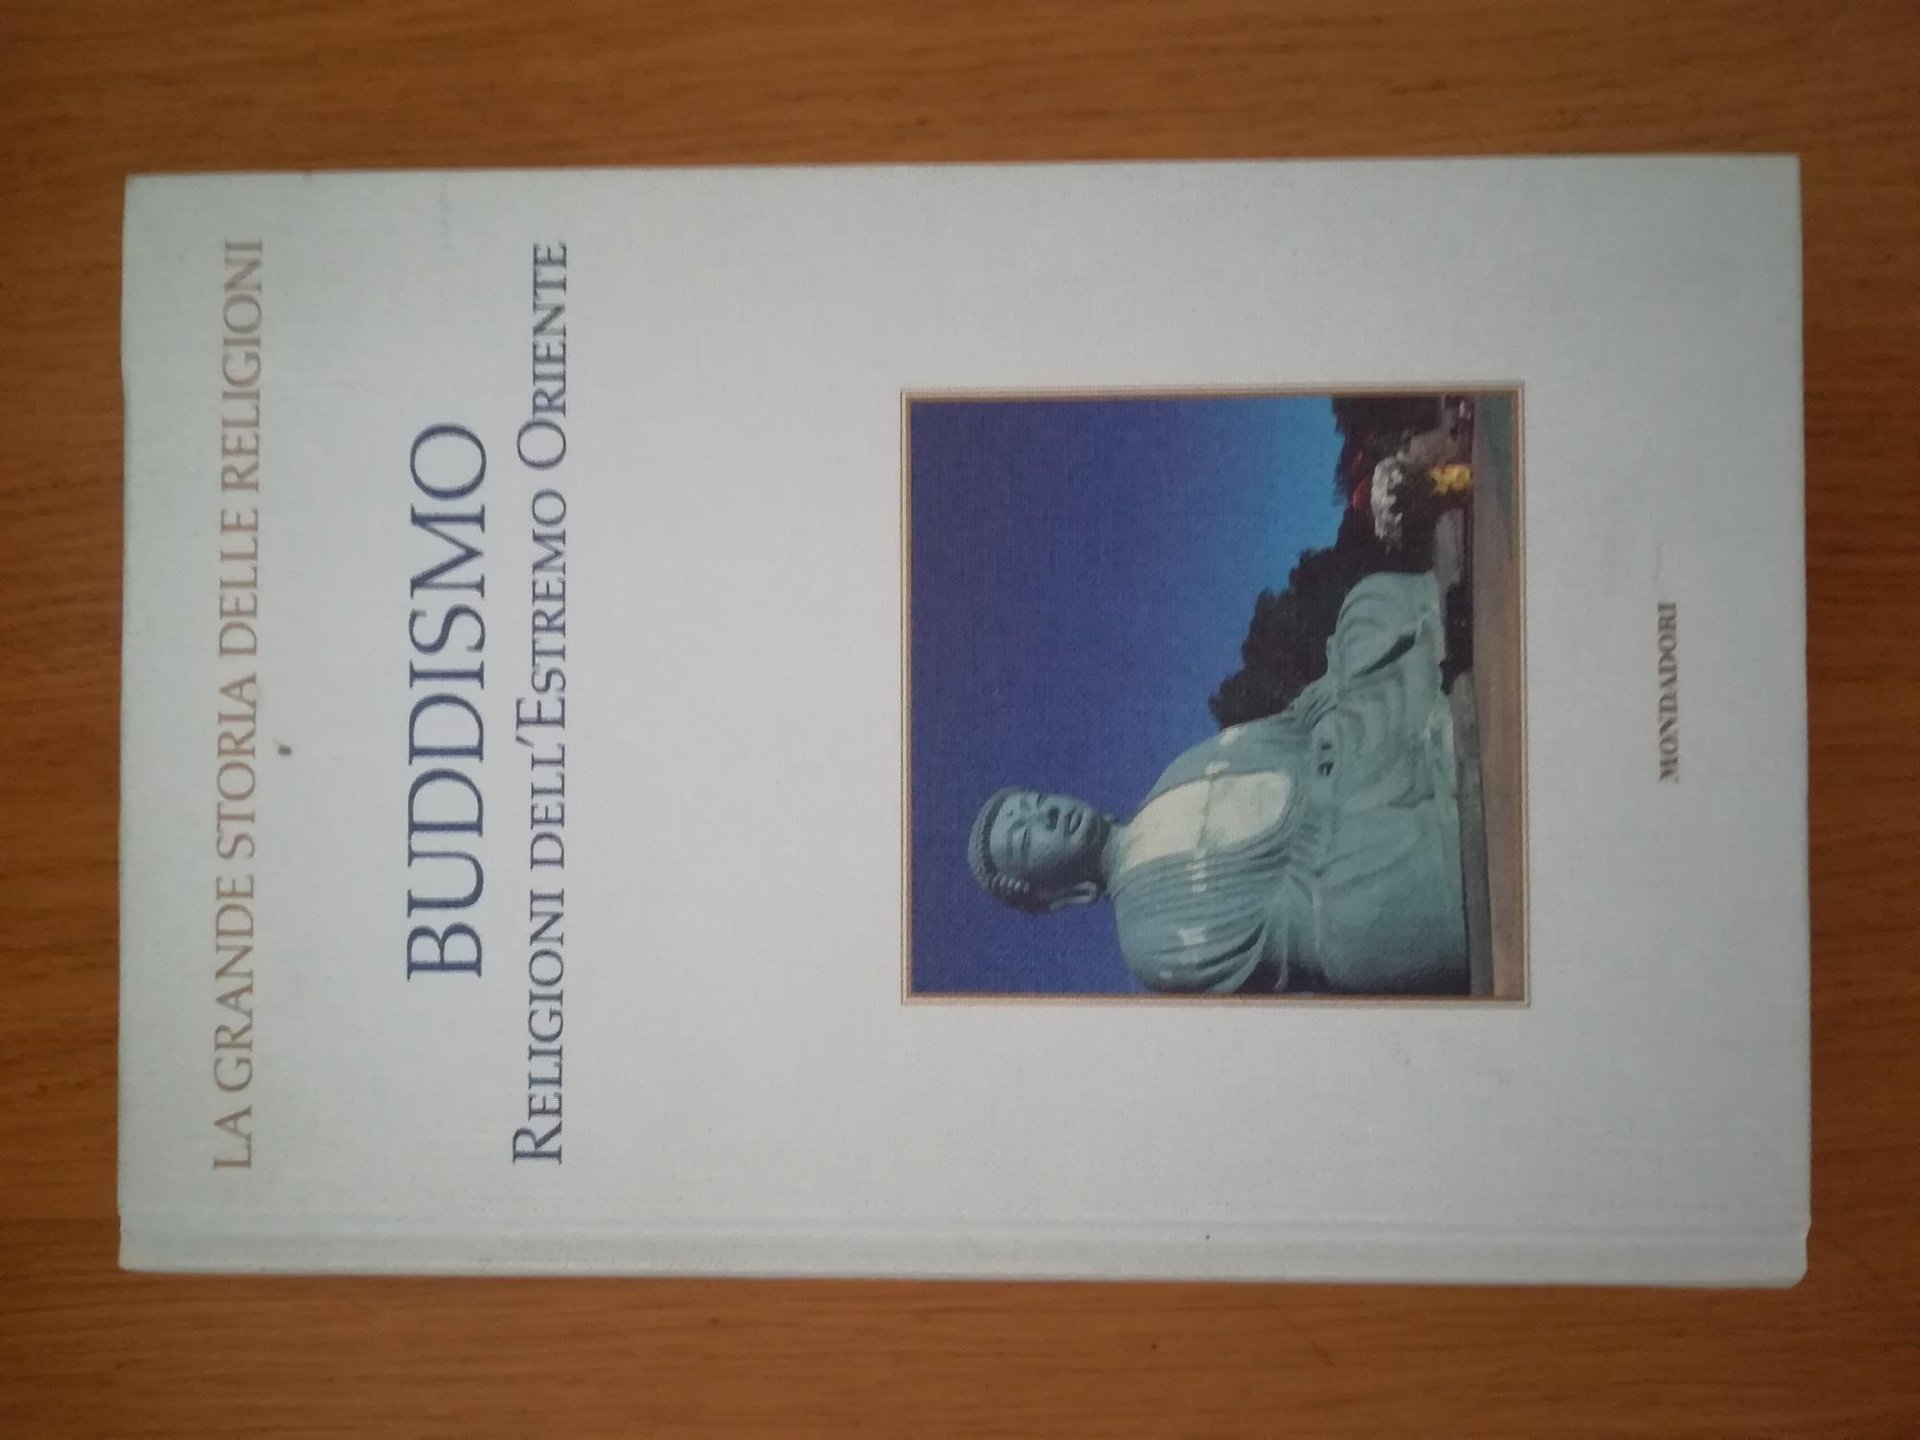 LA GRANDE STORIA DELLE RELIGIONI
BUDDISMO
RELIGIONI DELL'ESTREMO ORIENTE
MONDADORI